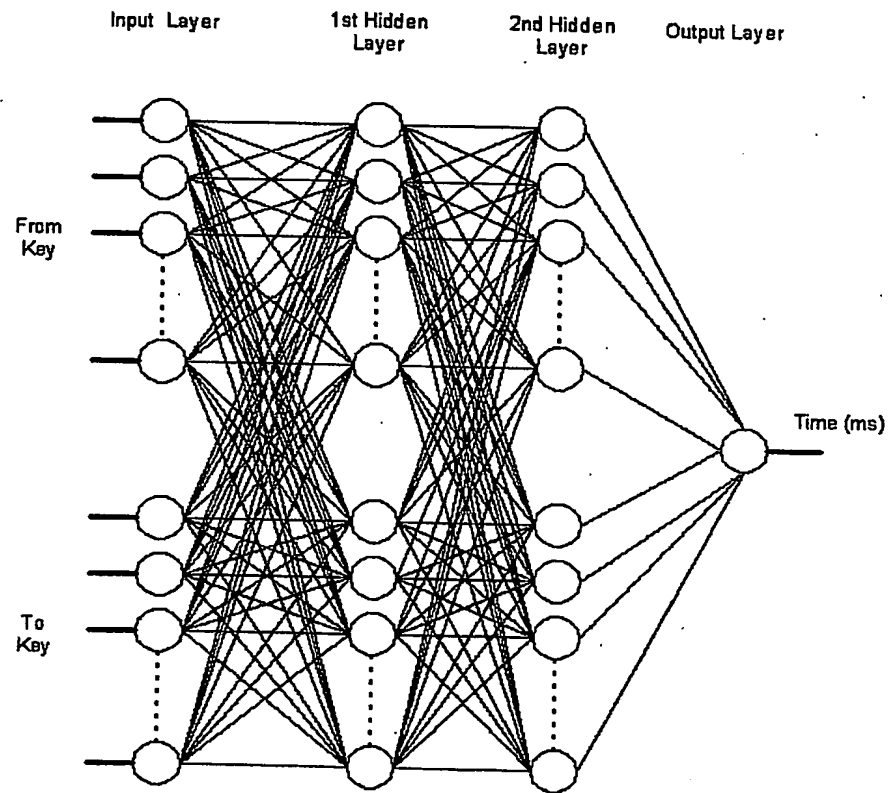 Input Layer
1st Hidden
Layer
2nd Hidden
Layer
Output Layer
From
Key
Time (ms)
To
Key